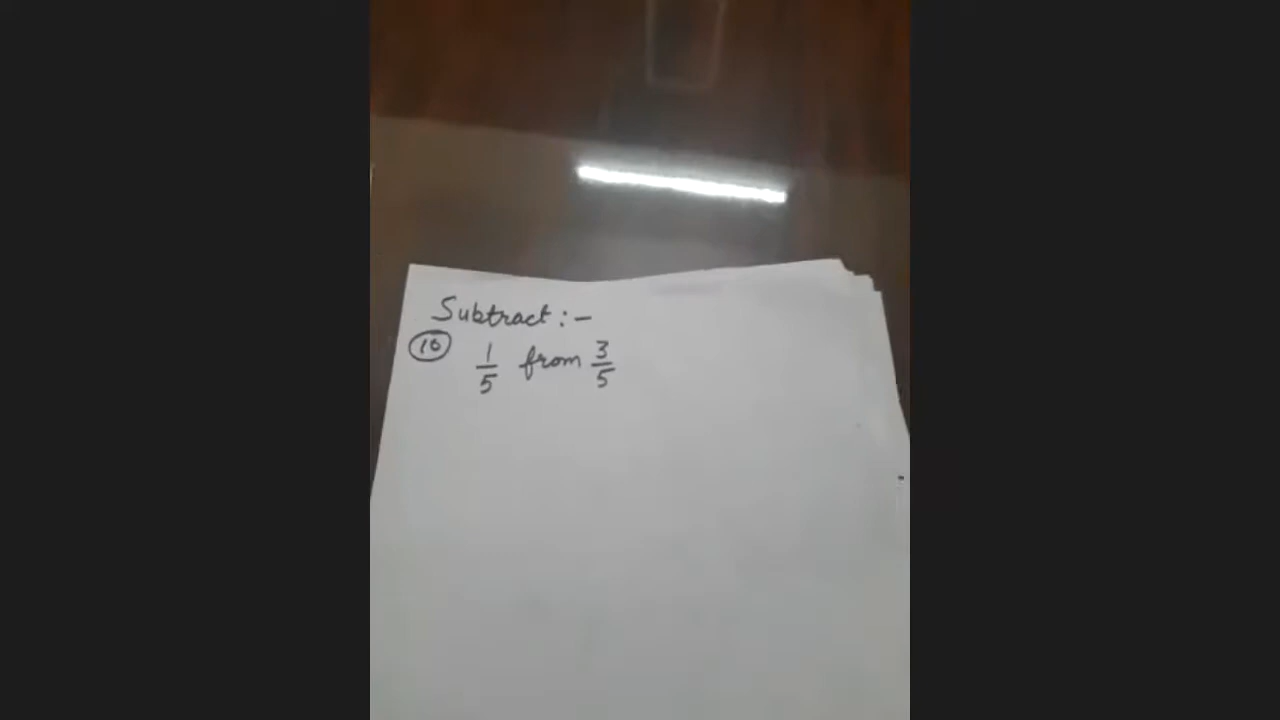 Subtract :-
(10) 1/5 from 3/5